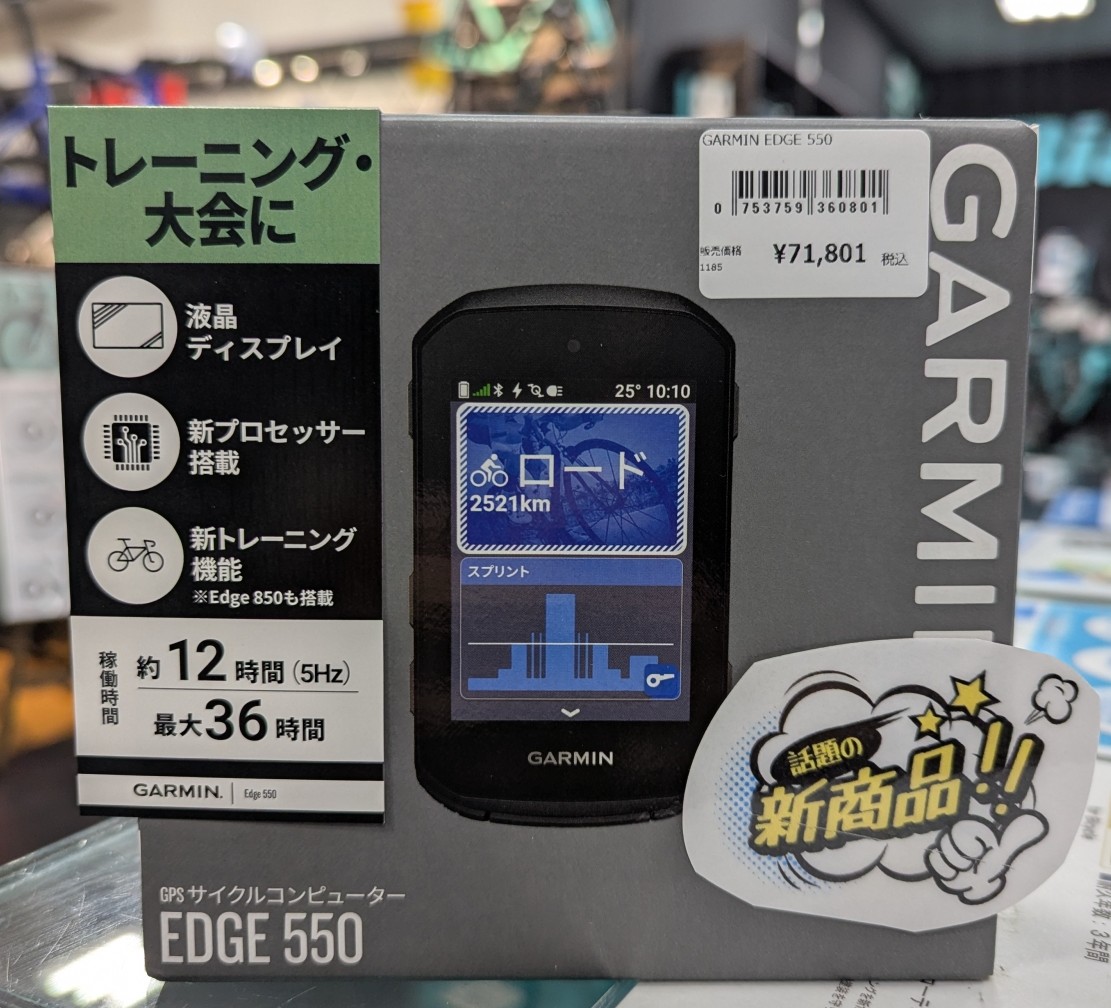 トレーニング・
大会に
液晶
ディスプレイ
新プロセッサー
搭載
新トレーニング
機能
※Edge 850も搭載
稼働時間
約12時間(5Hz)
最大36時間
GARMIN.
Edge 550
GARMIN EDGE 550
0 753759 360801
販売価格
1185
¥71,801 税込
GARMI
25° 10:10
ロード
2521km
スプリント
GARMIN
話題の
新商品!!
GPSサイクルコンピューター
EDGE 550
3年間